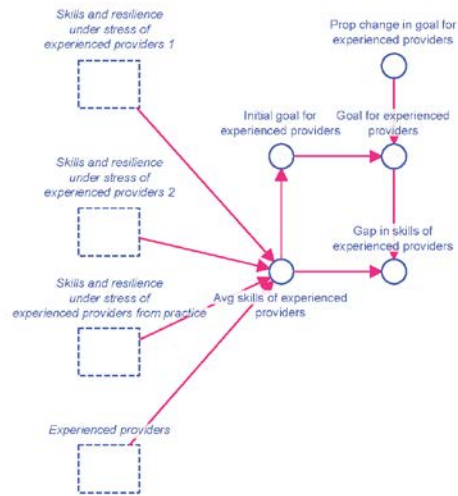 Skills and resilience
under stress of
experienced providers 1
Prop change in goal for
experienced providers
Initial goal for
experienced providers
Goal for experienced
providers
Skills and resilience
under stress of
experienced providers 2
Gap in skills of
experienced providers
Skills and resilience
under stress of
experienced providers from practice
Avg skills of experienced
providers
Experienced providers